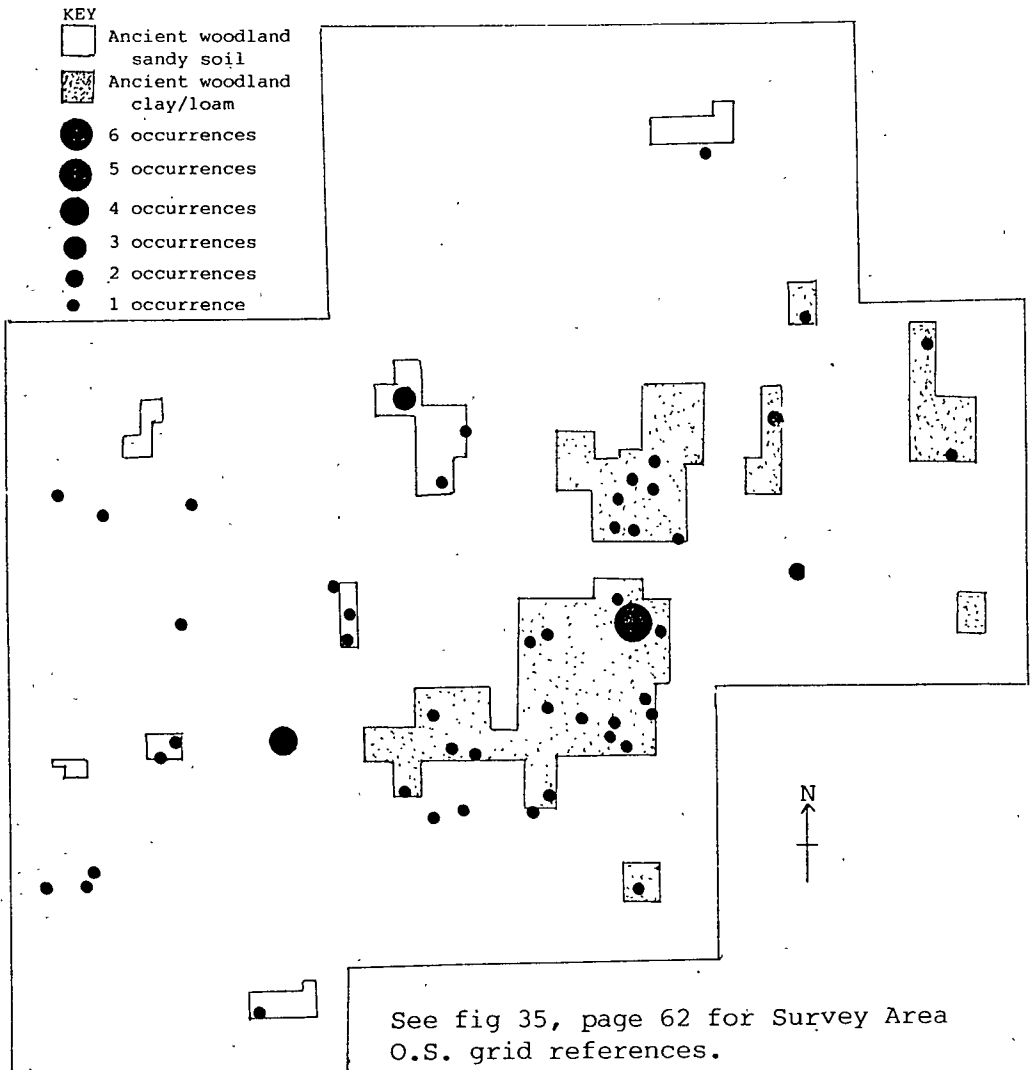 KEY
Ancient woodland
sandy soil
Ancient woodland
clay/loam
6 occurrences
5 occurrences
4 occurrences
3 occurrences
2 occurrences
1 occurrence
N
See fig 35, page 62 for Survey Area
O.S. grid references.